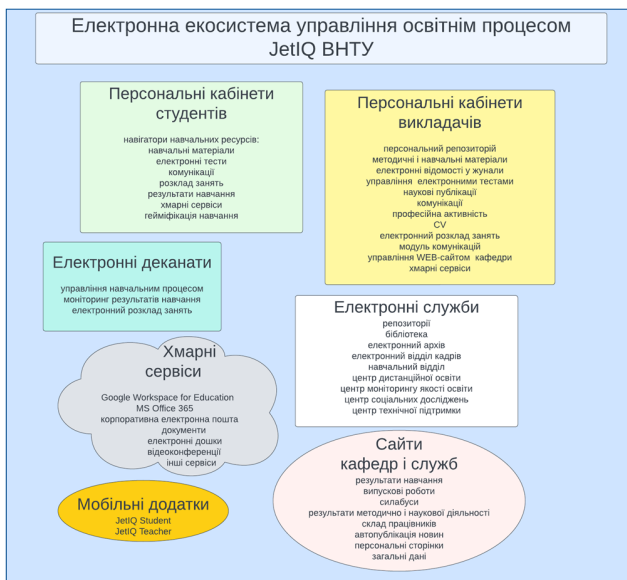 Електронна екосистема управління освітнім процесом
JetIQ ВНТУ
Персональні кабінети
студентів
навігатори навчальних ресурсів:
навчальні матеріали
електронні тести
комунікації
розклад занять
результати навчання
хмарні сервіси
гейміфікація навчання
Персональні кабінети
викладачів
персональний репозиторій
методичні і навчальні матеріали
електронні відомості у жунали
управління електронними тестами
наукові публікації
комунікації
професійна активність
CV
електронний розклад занять
модуль комунікацій
управління WEB-сайтом кафедри
хмарні сервіси
Електронні деканати
управління навчальним процесом
моніторинг результатів навчання
електронний розклад занять
Електронні служби
репозиторії
бібліотека
електронний архів
електронний відділ кадрів
навчальний відділ
центр дистанційної освіти
центр моніторингу якості освіти
центр соціальних досліджень
центр технічної підтримки
Хмарні
сервіси
Google Workspace for Education
MS Office 365
корпоративна електронна пошта
документи
електронні дошки
відеоконференції
інші сервіси
Сайти
кафедр і служб
результати навчання
випускові роботи
силабуси
результати методично і наукової діяльності
склад працівників
автопублікація новин
персональні сторінки
загальні дані
Мобільні додатки
JetIQ Student
JetIQ Teacher